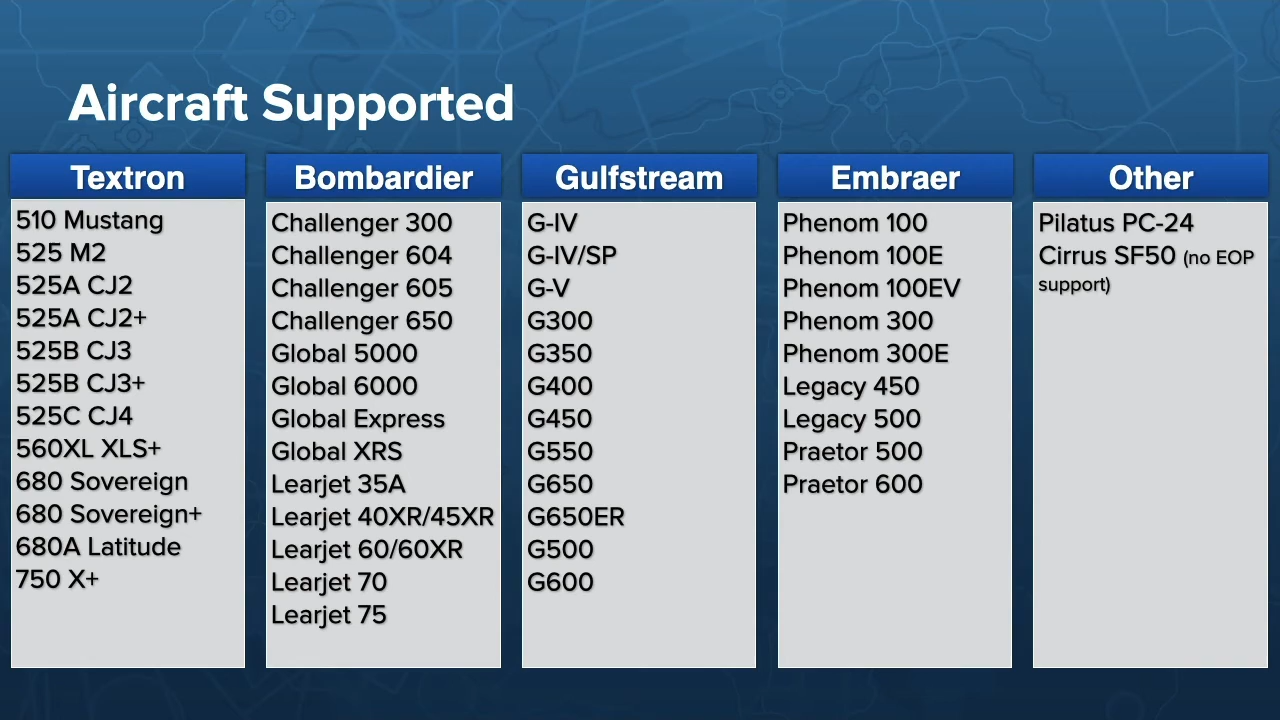 Aircraft Supported
Textron
510 Mustang
525 M2
525A CJ2
525A CJ2+
525B CJ3
525B CJ3+
525C CJ4
560XL XLS+
680 Sovereign
680 Sovereign+
680A Latitude
750 X+
Bombardier
Challenger 300
Challenger 604
Challenger 605
Challenger 650
Global 5000
Global 6000
Global Express
Global XRS
Learjet 35A
Learjet 40XR/45XR
Learjet 60/60XR
Learjet 70
Learjet 75
Gulfstream
G-IV
G-IV/SP
G-V
G300
G350
G400
G450
G550
G650
G650ER
G500
G600
Embraer
Phenom 100
Phenom 100E
Phenom 100EV
Phenom 300
Phenom 300E
Legacy 450
Legacy 500
Praetor 500
Praetor 600
Other
Pilatus PC-24
Cirrus SF50 (no EOP
support)